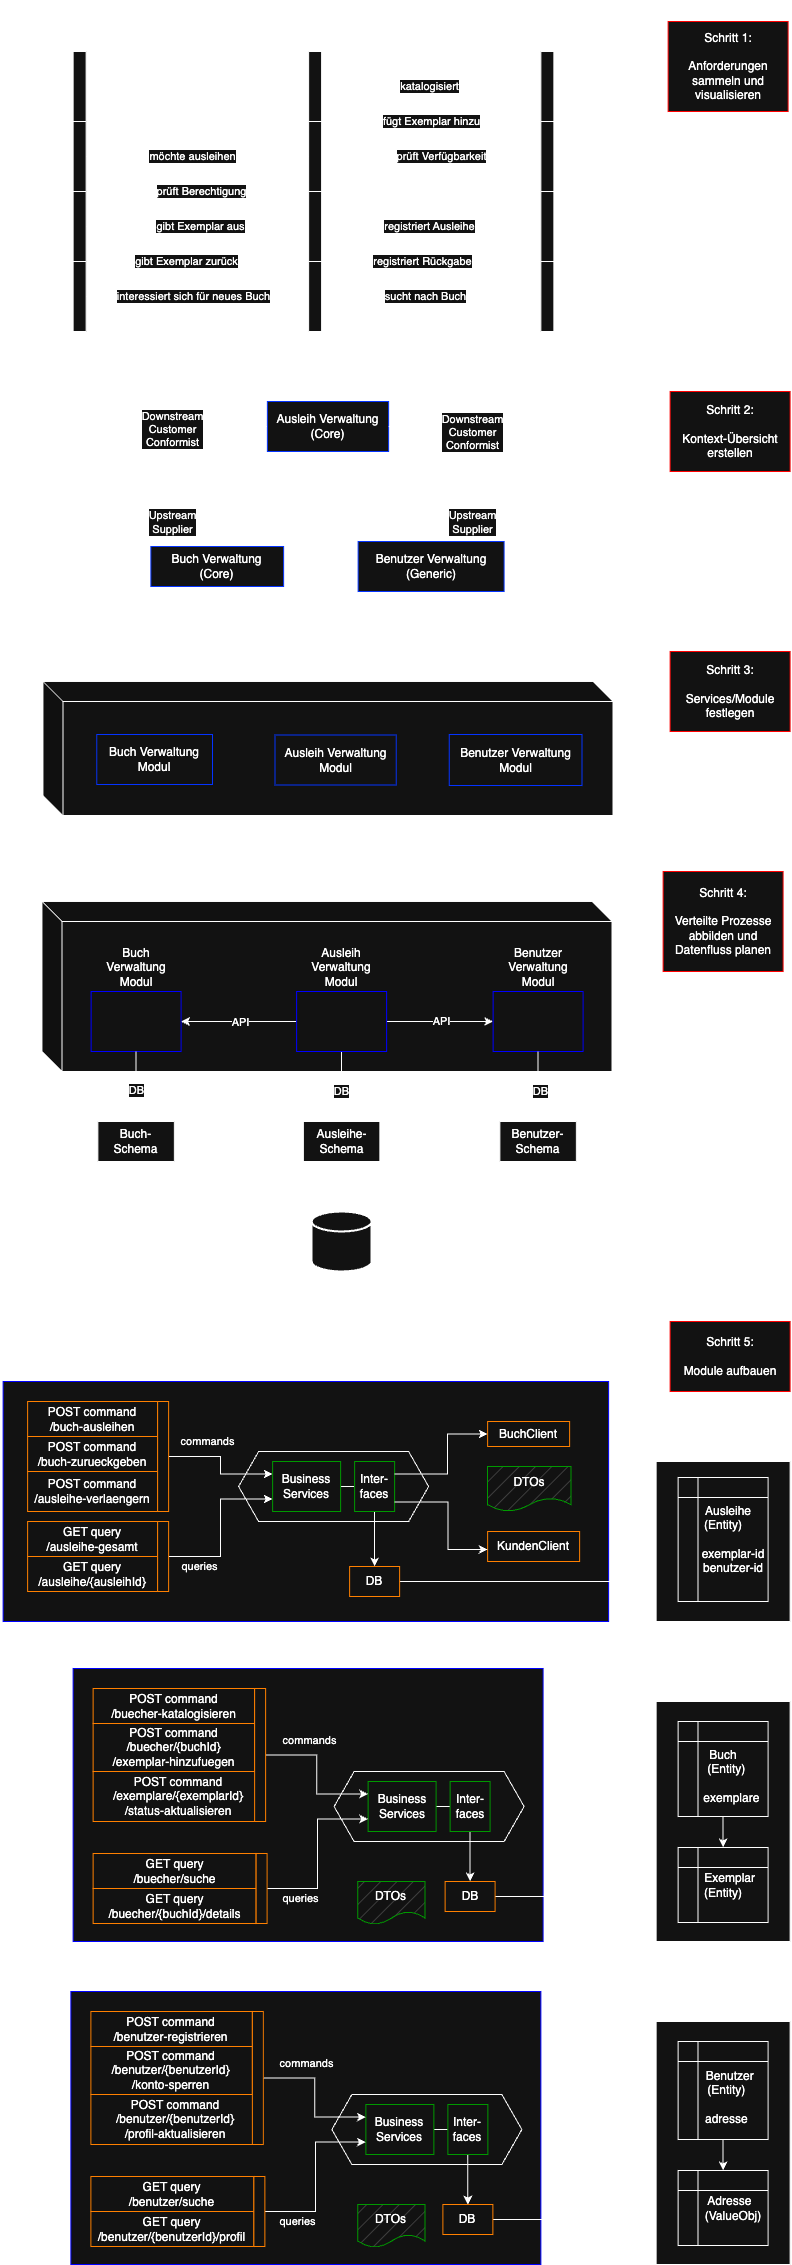 Schritt 1:
Anforderungen
sammeln und
visualisieren
katalogisiert
fügt Exemplar hinzu
möchte ausleihen
prüft Verfügbarkeit
prüft Berechtigung
gibt Exemplar aus
registriert Ausleihe
gibt Exemplar zurück
registriert Rückgabe
interessiert sich für neues Buch
sucht nach Buch
Schritt 2:
Kontext-Übersicht
erstellen
Downstream
Customer
Conformist
Ausleih Verwaltung
(Core)
Downstream
Customer
Conformist
Upstream
Supplier
Upstream
Supplier
Buch Verwaltung
(Core)
Benutzer Verwaltung
(Generic)
Schritt 3:
Services/Module
festlegen
Buch Verwaltung
Modul
Ausleih Verwaltung
Modul
Benutzer Verwaltung
Modul
Schritt 4:
Verteilte Prozesse
abbilden und
Datenfluss planen
Buch
Verwaltung
Modul
Ausleih
Verwaltung
Modul
Benutzer
Verwaltung
Modul
API
API
DB
DB
DB
Buch-
Schema
Ausleihe-
Schema
Benutzer-
Schema
Schritt 5:
Module aufbauen
POST command
/buch-ausleihen
POST command
/buch-zurueckgeben
POST command
/ausleihe-verlaengern
GET query
/ausleihe-gesamt
GET query
/ausleihe/{ausleihId}
commands
queries
Business
Services
Inter-
faces
BuchClient
DTOs
KundenClient
DB
Ausleihe
(Entity)
exemplar-id
benutzer-id
POST command
/buecher-katalogisieren
POST command
/buecher/{buchId}
/exemplar-hinzufuegen
POST command
/exemplare/{exemplarId}
/status-aktualisieren
GET query
/buecher/suche
GET query
/buecher/{buchId}/details
commands
queries
Business
Services
Inter-
faces
DTOs
DB
Buch
(Entity)
exemplare
Exemplar
(Entity)
POST command
/benutzer-registrieren
POST command
/benutzer/{benutzerId}
/konto-sperren
POST command
/benutzer/{benutzerId}
/profil-aktualisieren
GET query
/benutzer/suche
GET query
/benutzer/{benutzerId}/profil
commands
queries
Business
Services
Inter-
faces
DTOs
DB
Benutzer
(Entity)
adresse
Adresse
(ValueObj)